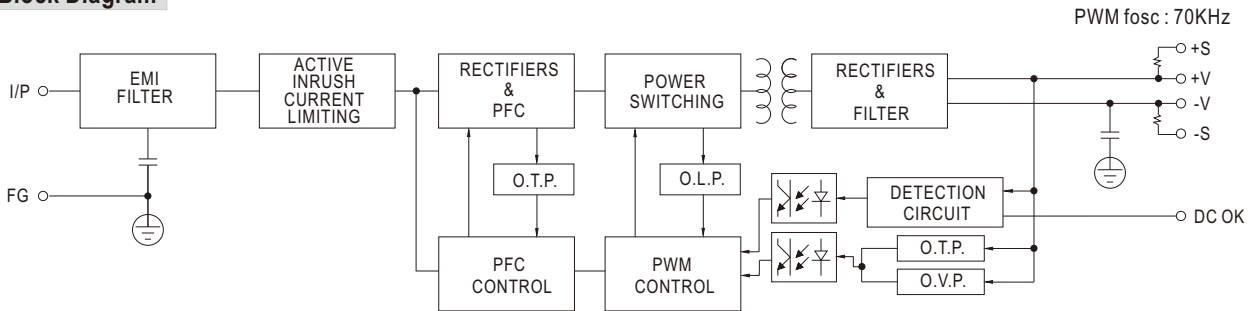 Block Diagram
PWM fosc : 70KHz
I/P
EMI
FILTER
ACTIVE
INRUSH
CURRENT
LIMITING
RECTIFIERS
&
PFC
POWER
SWITCHING
RECTIFIERS
&
FILTER
+S
+V
-V
-S
FG
O.T.P.
O.L.P.
DETECTION
CIRCUIT
DC OK
PFC
CONTROL
PWM
CONTROL
O.T.P.
O.V.P.